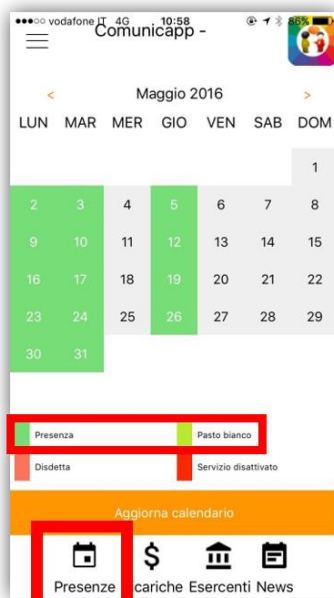 vodafone IT 4G 10:58 86%
Comunicapp -
< Maggio 2016 >
LUN MAR MER GIO VEN SAB DOM
1
2 3 4 5 6 7 8
9 10 11 12 13 14 15
16 17 18 19 20 21 22
23 24 25 26 27 28 29
30 31
Presenza Pasto bianco
Disdetta Servizio disattivato
Aggiorna calendario
Presenze cariche Esercenti News